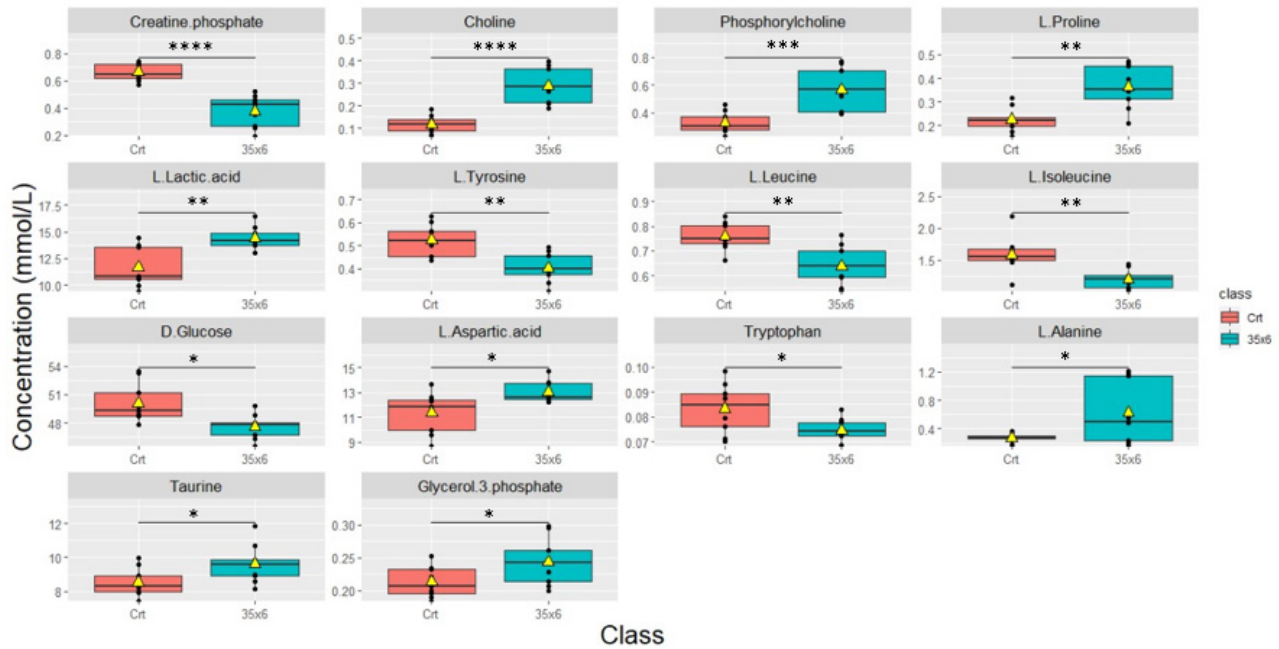 Creatine.phosphate Choline Phosphorylcholine L.Proline
**** **** *** **
0.8 0.6 0.4 0.2
0.5 0.4 0.3 0.2 0.1
0.8 0.6 0.4
0.5 0.4 0.3 0.2
Crt 35x6 Crt 35x6 Crt 35x6 Crt 35x6
L.Lactic.acid L.Tyrosine L.Leucine L.Isoleucine
** ** ** **
17.5 15.0 12.5 10.0
0.7 0.6 0.5 0.4
0.9 0.8 0.7 0.6
2.5 2.0 1.5
Crt 35x6 Crt 35x6 Crt 35x6 Crt 35x6
D.Glucose L.Aspartic.acid Tryptophan L.Alanine
* * * *
54 51 48
15 13 11 9
0.10 0.09 0.08 0.07
1.2 0.8 0.4
Crt 35x6 Crt 35x6 Crt 35x6 Crt 35x6
Taurine Glycerol.3.phosphate
* *
12 10 8
0.30 0.25 0.20
Crt 35x6 Crt 35x6
Concentration (mmol/L)
Class
class
Crt
35x6